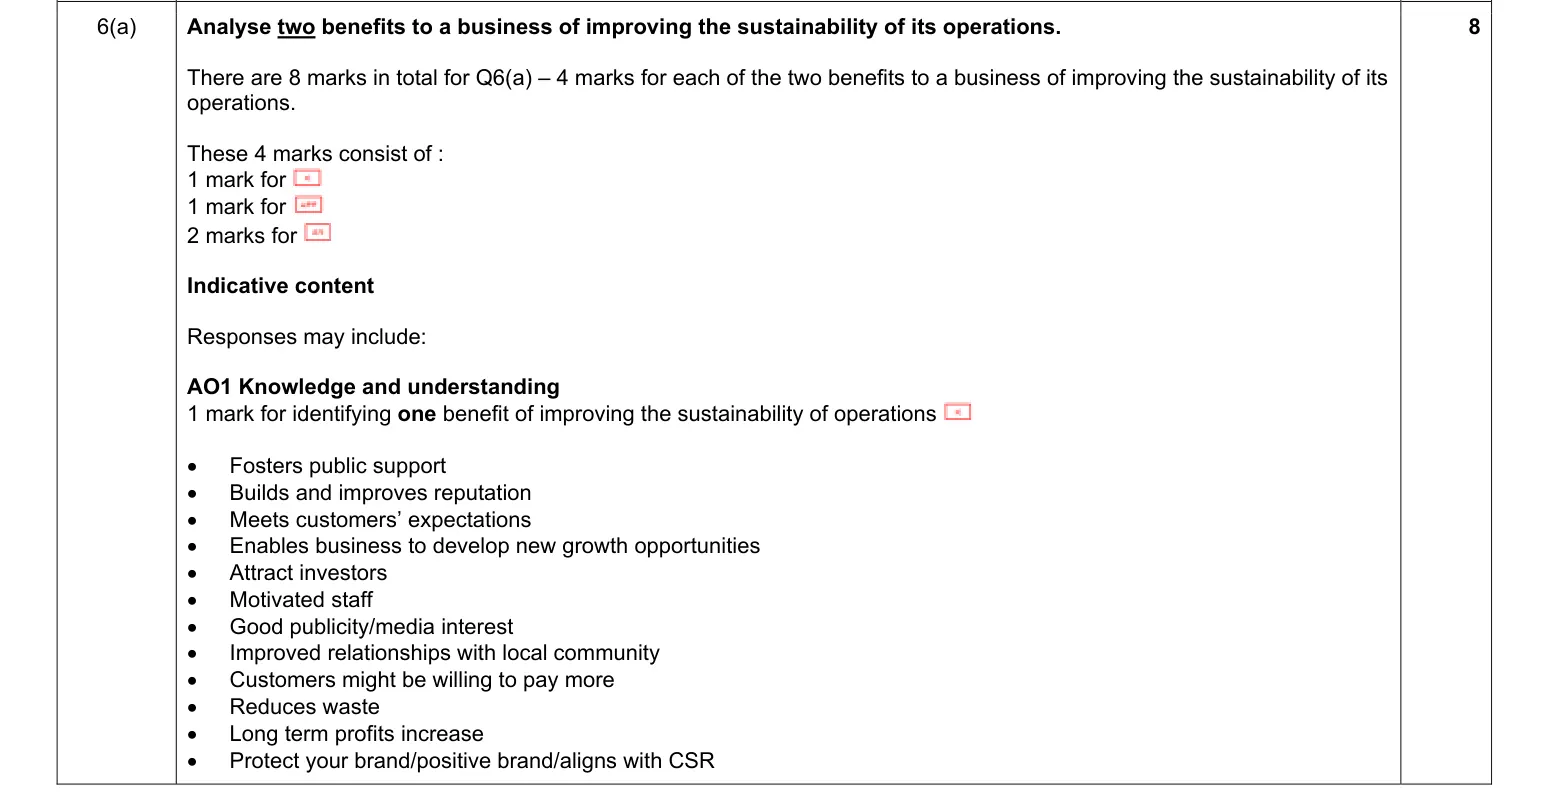 6(a)
Analyse two benefits to a business of improving the sustainability of its operations.
8
There are 8 marks in total for Q6(a) – 4 marks for each of the two benefits to a business of improving the sustainability of its
operations.
These 4 marks consist of :
1 mark for
1 mark for
2 marks for
Indicative content
Responses may include:
AO1 Knowledge and understanding
1 mark for identifying one benefit of improving the sustainability of operations
• Fosters public support
• Builds and improves reputation
• Meets customers’ expectations
• Enables business to develop new growth opportunities
• Attract investors
• Motivated staff
• Good publicity/media interest
• Improved relationships with local community
• Customers might be willing to pay more
• Reduces waste
• Long term profits increase
• Protect your brand/positive brand/aligns with CSR